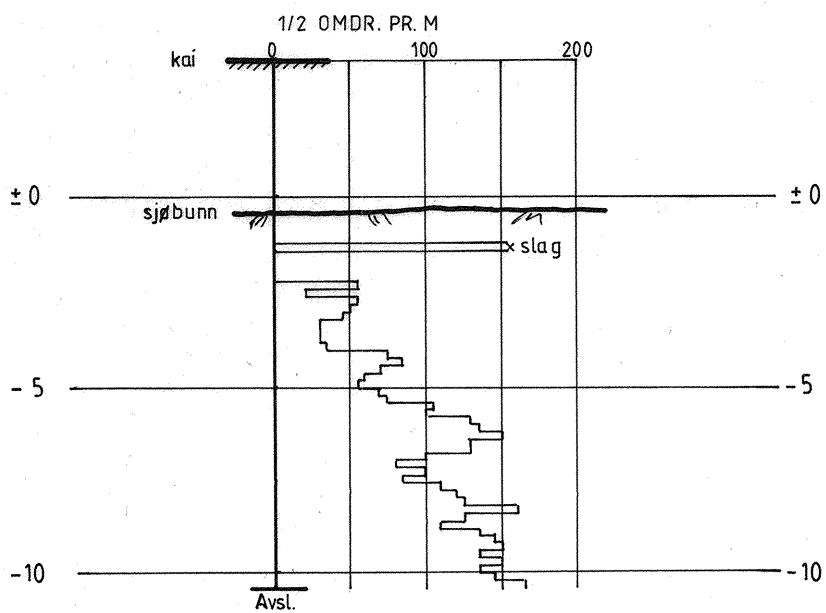 1/2 OMDR. PR. M
0 100 200
kai
± 0 ± 0
sjøbunn
x slag
- 5 - 5
- 10 - 10
Avsl.